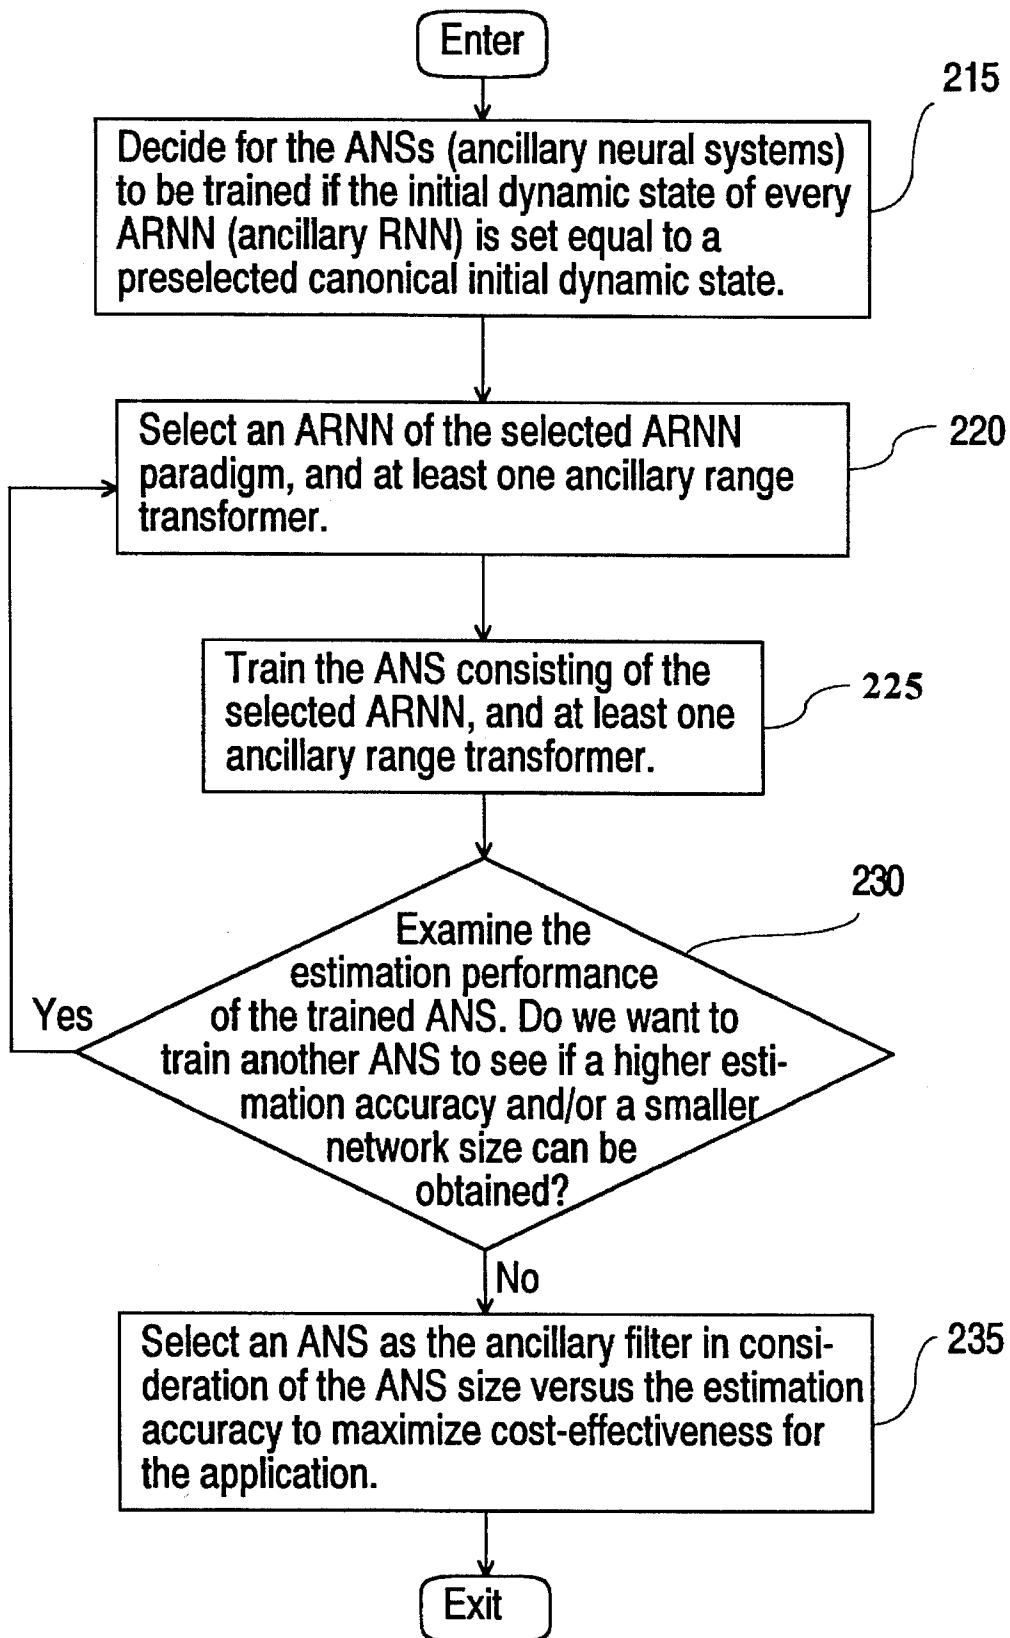 Enter
215
Decide for the ANSs (ancillary neural systems)
to be trained if the initial dynamic state of every
ARNN (ancillary RNN) is set equal to a
preselected canonical initial dynamic state.
220
Select an ARNN of the selected ARNN
paradigm, and at least one ancillary range
transformer.
225
Train the ANS consisting of the
selected ARNN, and at least one
ancillary range transformer.
230
Examine the
estimation performance
of the trained ANS. Do we want to
train another ANS to see if a higher esti-
mation accuracy and/or a smaller
network size can be
obtained?
Yes
No
235
Select an ANS as the ancillary filter in consi-
deration of the ANS size versus the estimation
accuracy to maximize cost-effectiveness for
the application.
Exit